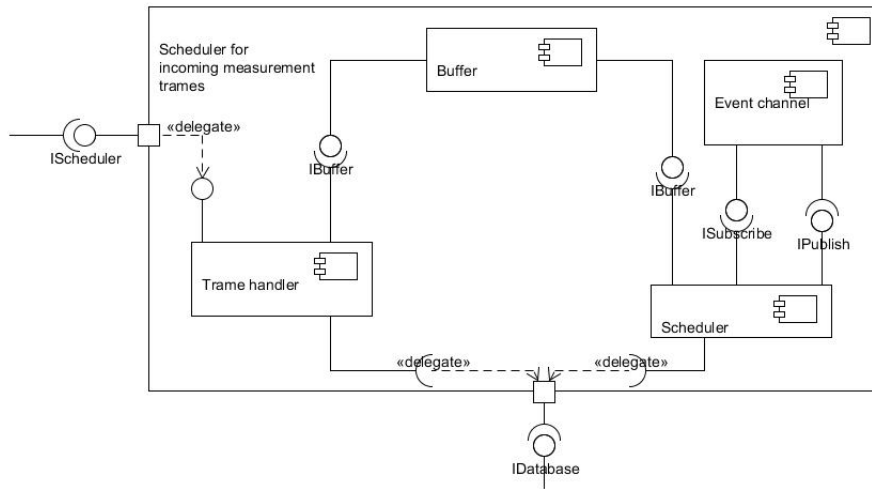 Scheduler for
incoming measurement
trames
Buffer
Event channel
«delegate»
IScheduler
IBuffer
IBuffer
ISubscribe
IPublish
Trame handler
Scheduler
«delegate»
«delegate»
IDatabase